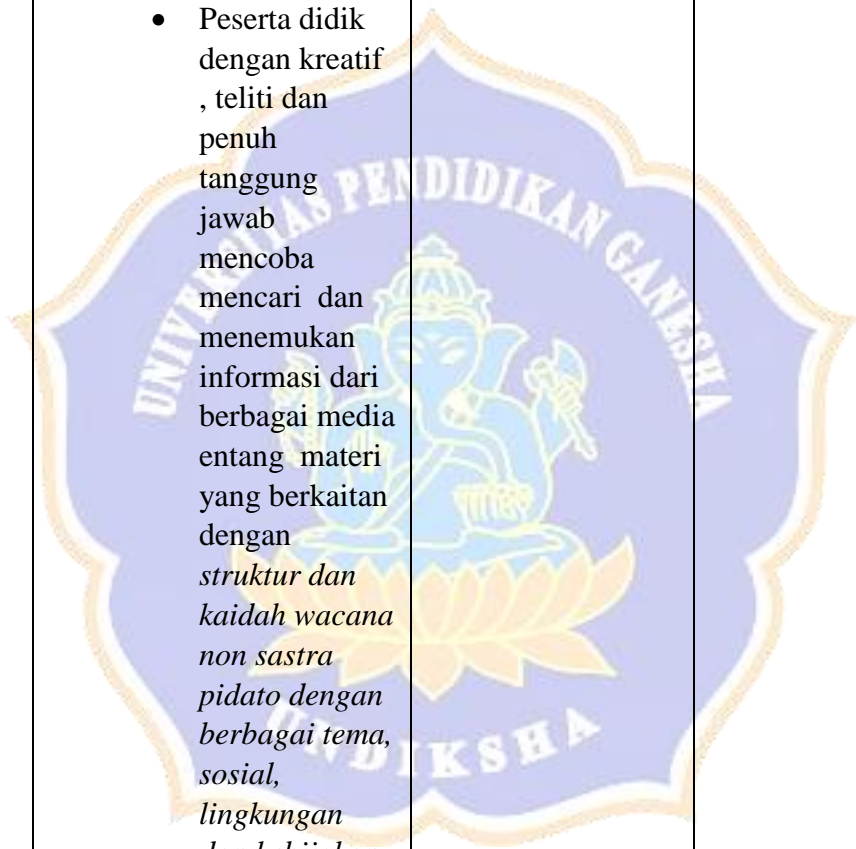 • Peserta didik
dengan kreatif
, teliti dan
penuh
tanggung
jawab
mencoba
mencari dan
menemukan
informasi dari
berbagai media
entang materi
yang berkaitan
dengan
struktur dan
kaidah wacana
non sastra
pidato dengan
berbagai tema,
sosial,
lingkungan
UNIVERSITAS PENDIDIKAN GANESHA
UNDIKSHA